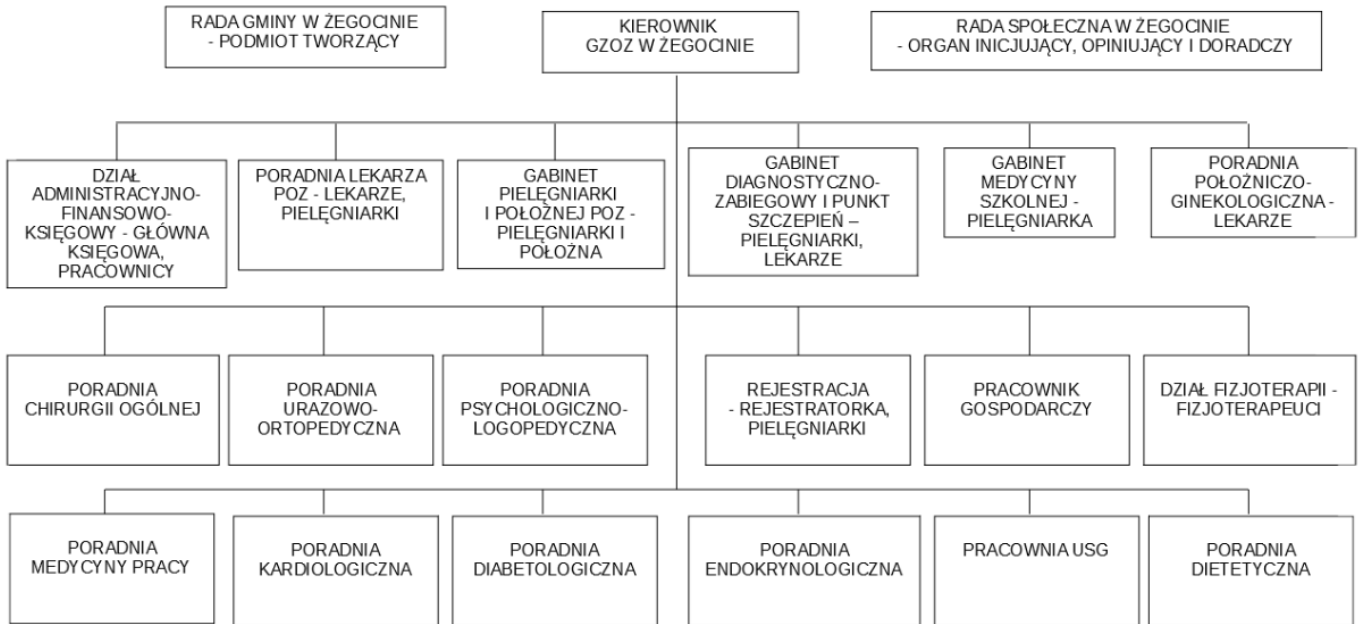 RADA GMINY W ŻEGOCINIE
- PODMIOT TWORZĄCY
KIEROWNIK
GZOZ W ŻEGOCINIE
RADA SPOŁECZNA W ŻEGOCINIE
- ORGAN INICJUJĄCY, OPINIUJĄCY I DORADCZY
DZIAŁ
ADMINISTRACYJNO-
FINANSOWO-
KSIĘGOWY - GŁÓWNA
KSIĘGOWA,
PRACOWNICY
PORADNIA LEKARZA
POZ - LEKARZE,
PIELĘGNIARKI
GABINET
PIELĘGNIARKI
I POŁOŻNEJ POZ -
PIELĘGNIARKI I
POŁOŻNA
GABINET
DIAGNOSTYCZNO-
ZABIEGOWY I PUNKT
SZCZEPIEŃ –
PIELĘGNIARKI,
LEKARZE
GABINET
MEDYCYNY
SZKOLNEJ -
PIELĘGNIARKA
PORADNIA
POŁOŻNICZO-
GINEKOLOGICZNA -
LEKARZE
PORADNIA
CHIRURGII OGÓLNEJ
PORADNIA
URAZOWO-
ORTOPEDYCZNA
PORADNIA
PSYCHOLOGICZNO-
LOGOPEDYCZNA
REJESTRACJA
- REJESTRATORKA,
PIELĘGNIARKI
PRACOWNIK
GOSPODARCZY
DZIAŁ FIZJOTERAPII -
FIZJOTERAPEUCI
PORADNIA
MEDYCYNY PRACY
PORADNIA
KARDIOLOGICZNA
PORADNIA
DIABETOLOGICZNA
PORADNIA
ENDOKRYNOLOGICZNA
PRACOWNIA USG
PORADNIA
DIETETYCZNA